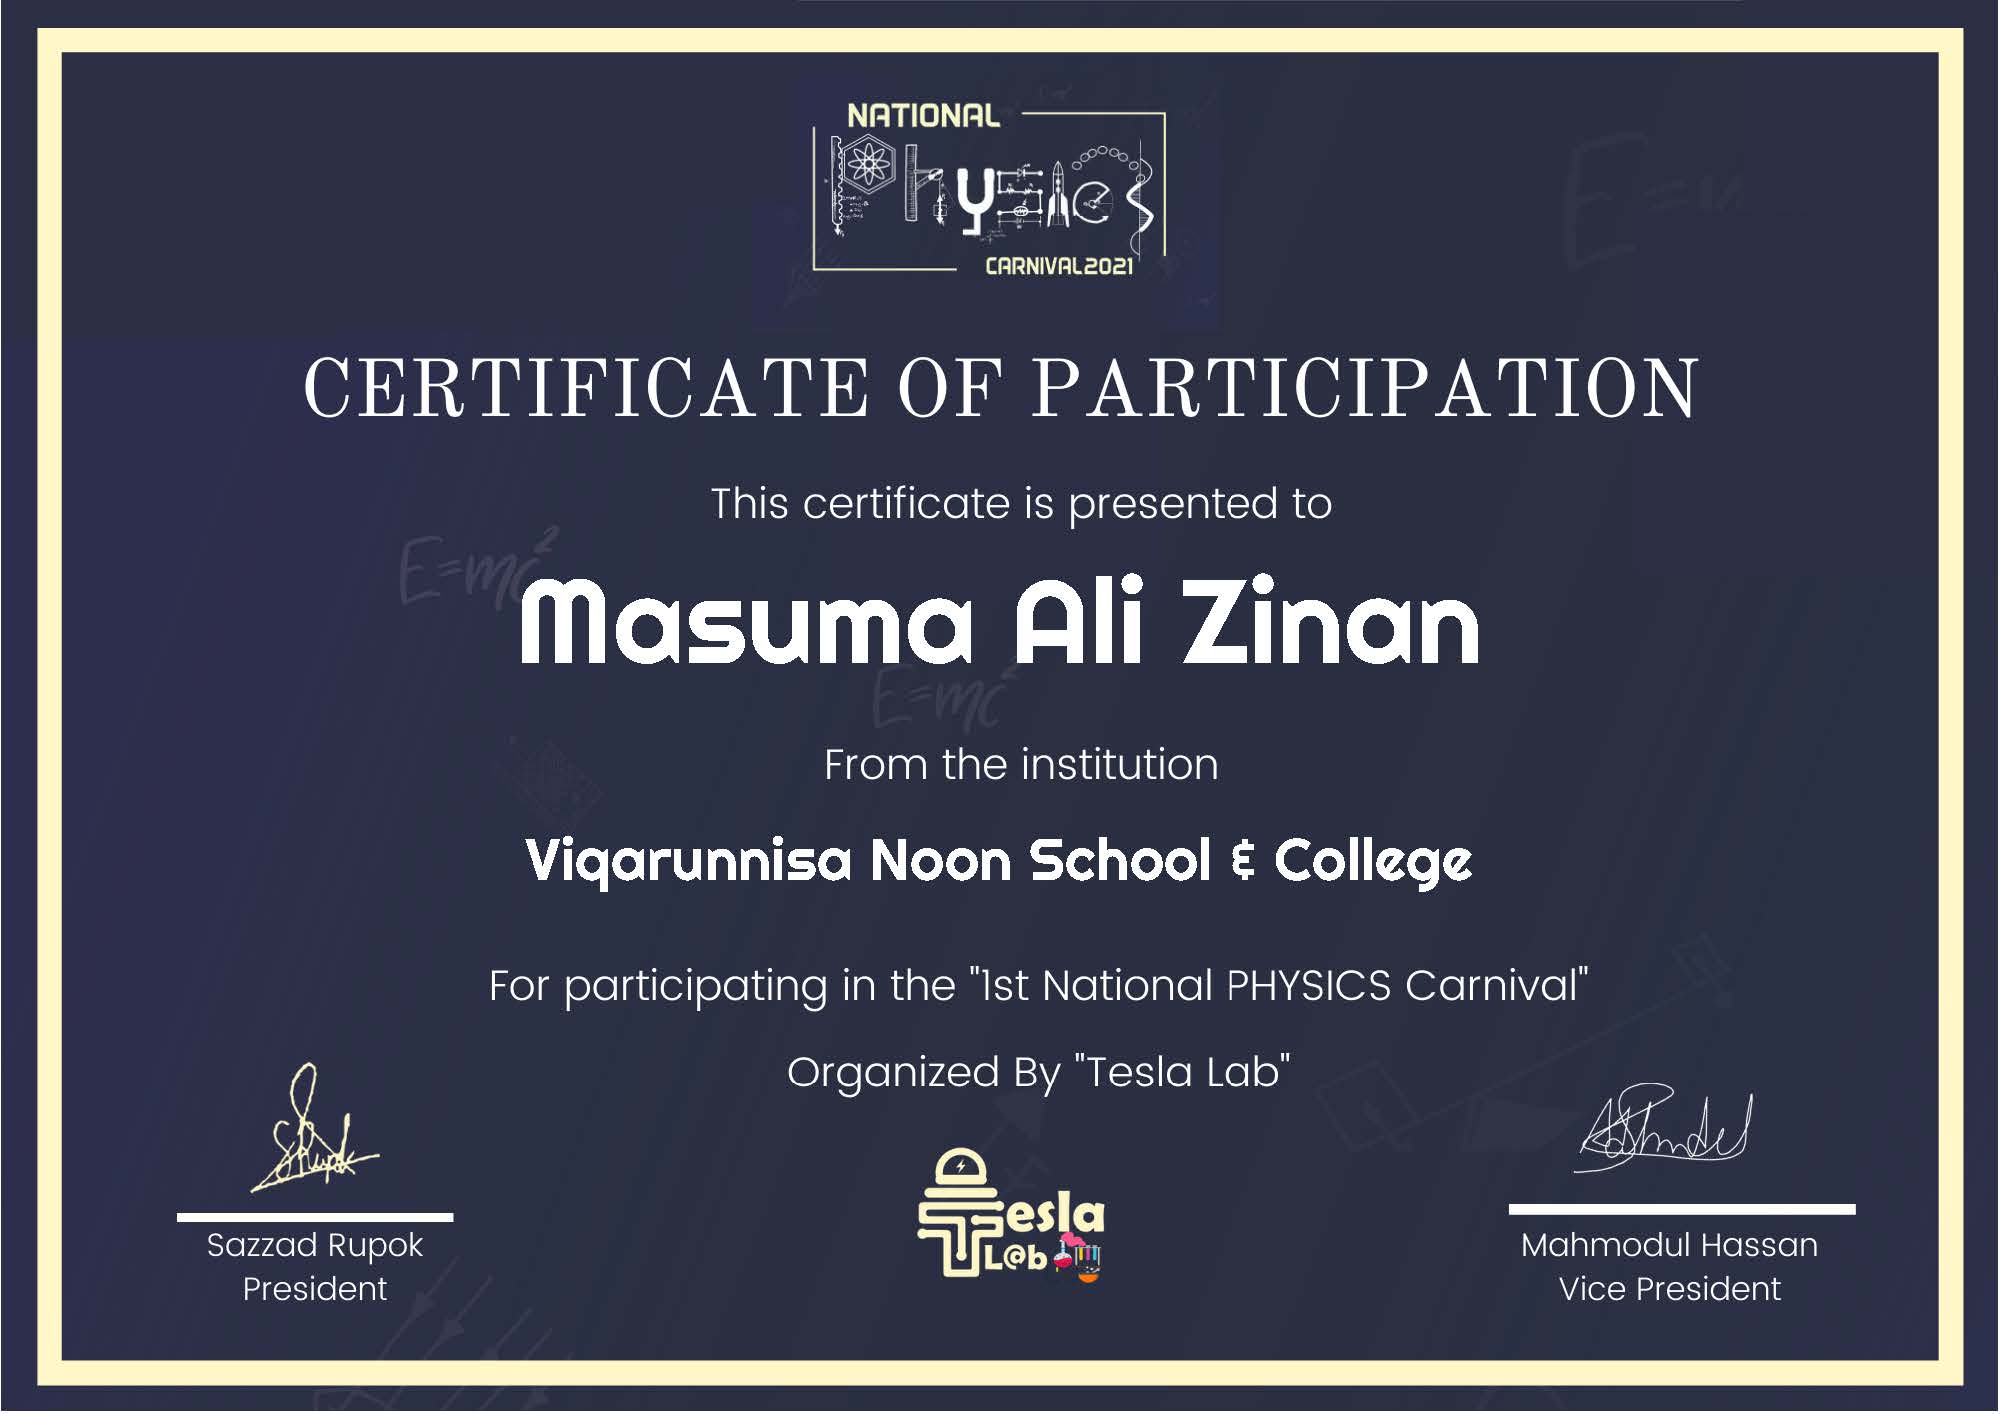 NATIONAL
Physics
CARNIVAL2021
CERTIFICATE OF PARTICIPATION
This certificate is presented to
E=mc²
Masuma Ali Zinan
E=mc²
From the institution
Viqarunnisa Noon School & College
For participating in the "1st National PHYSICS Carnival"
Organized By "Tesla Lab"
Tesla
L@b
Sazzad Rupok
President
Mahmodul Hassan
Vice President